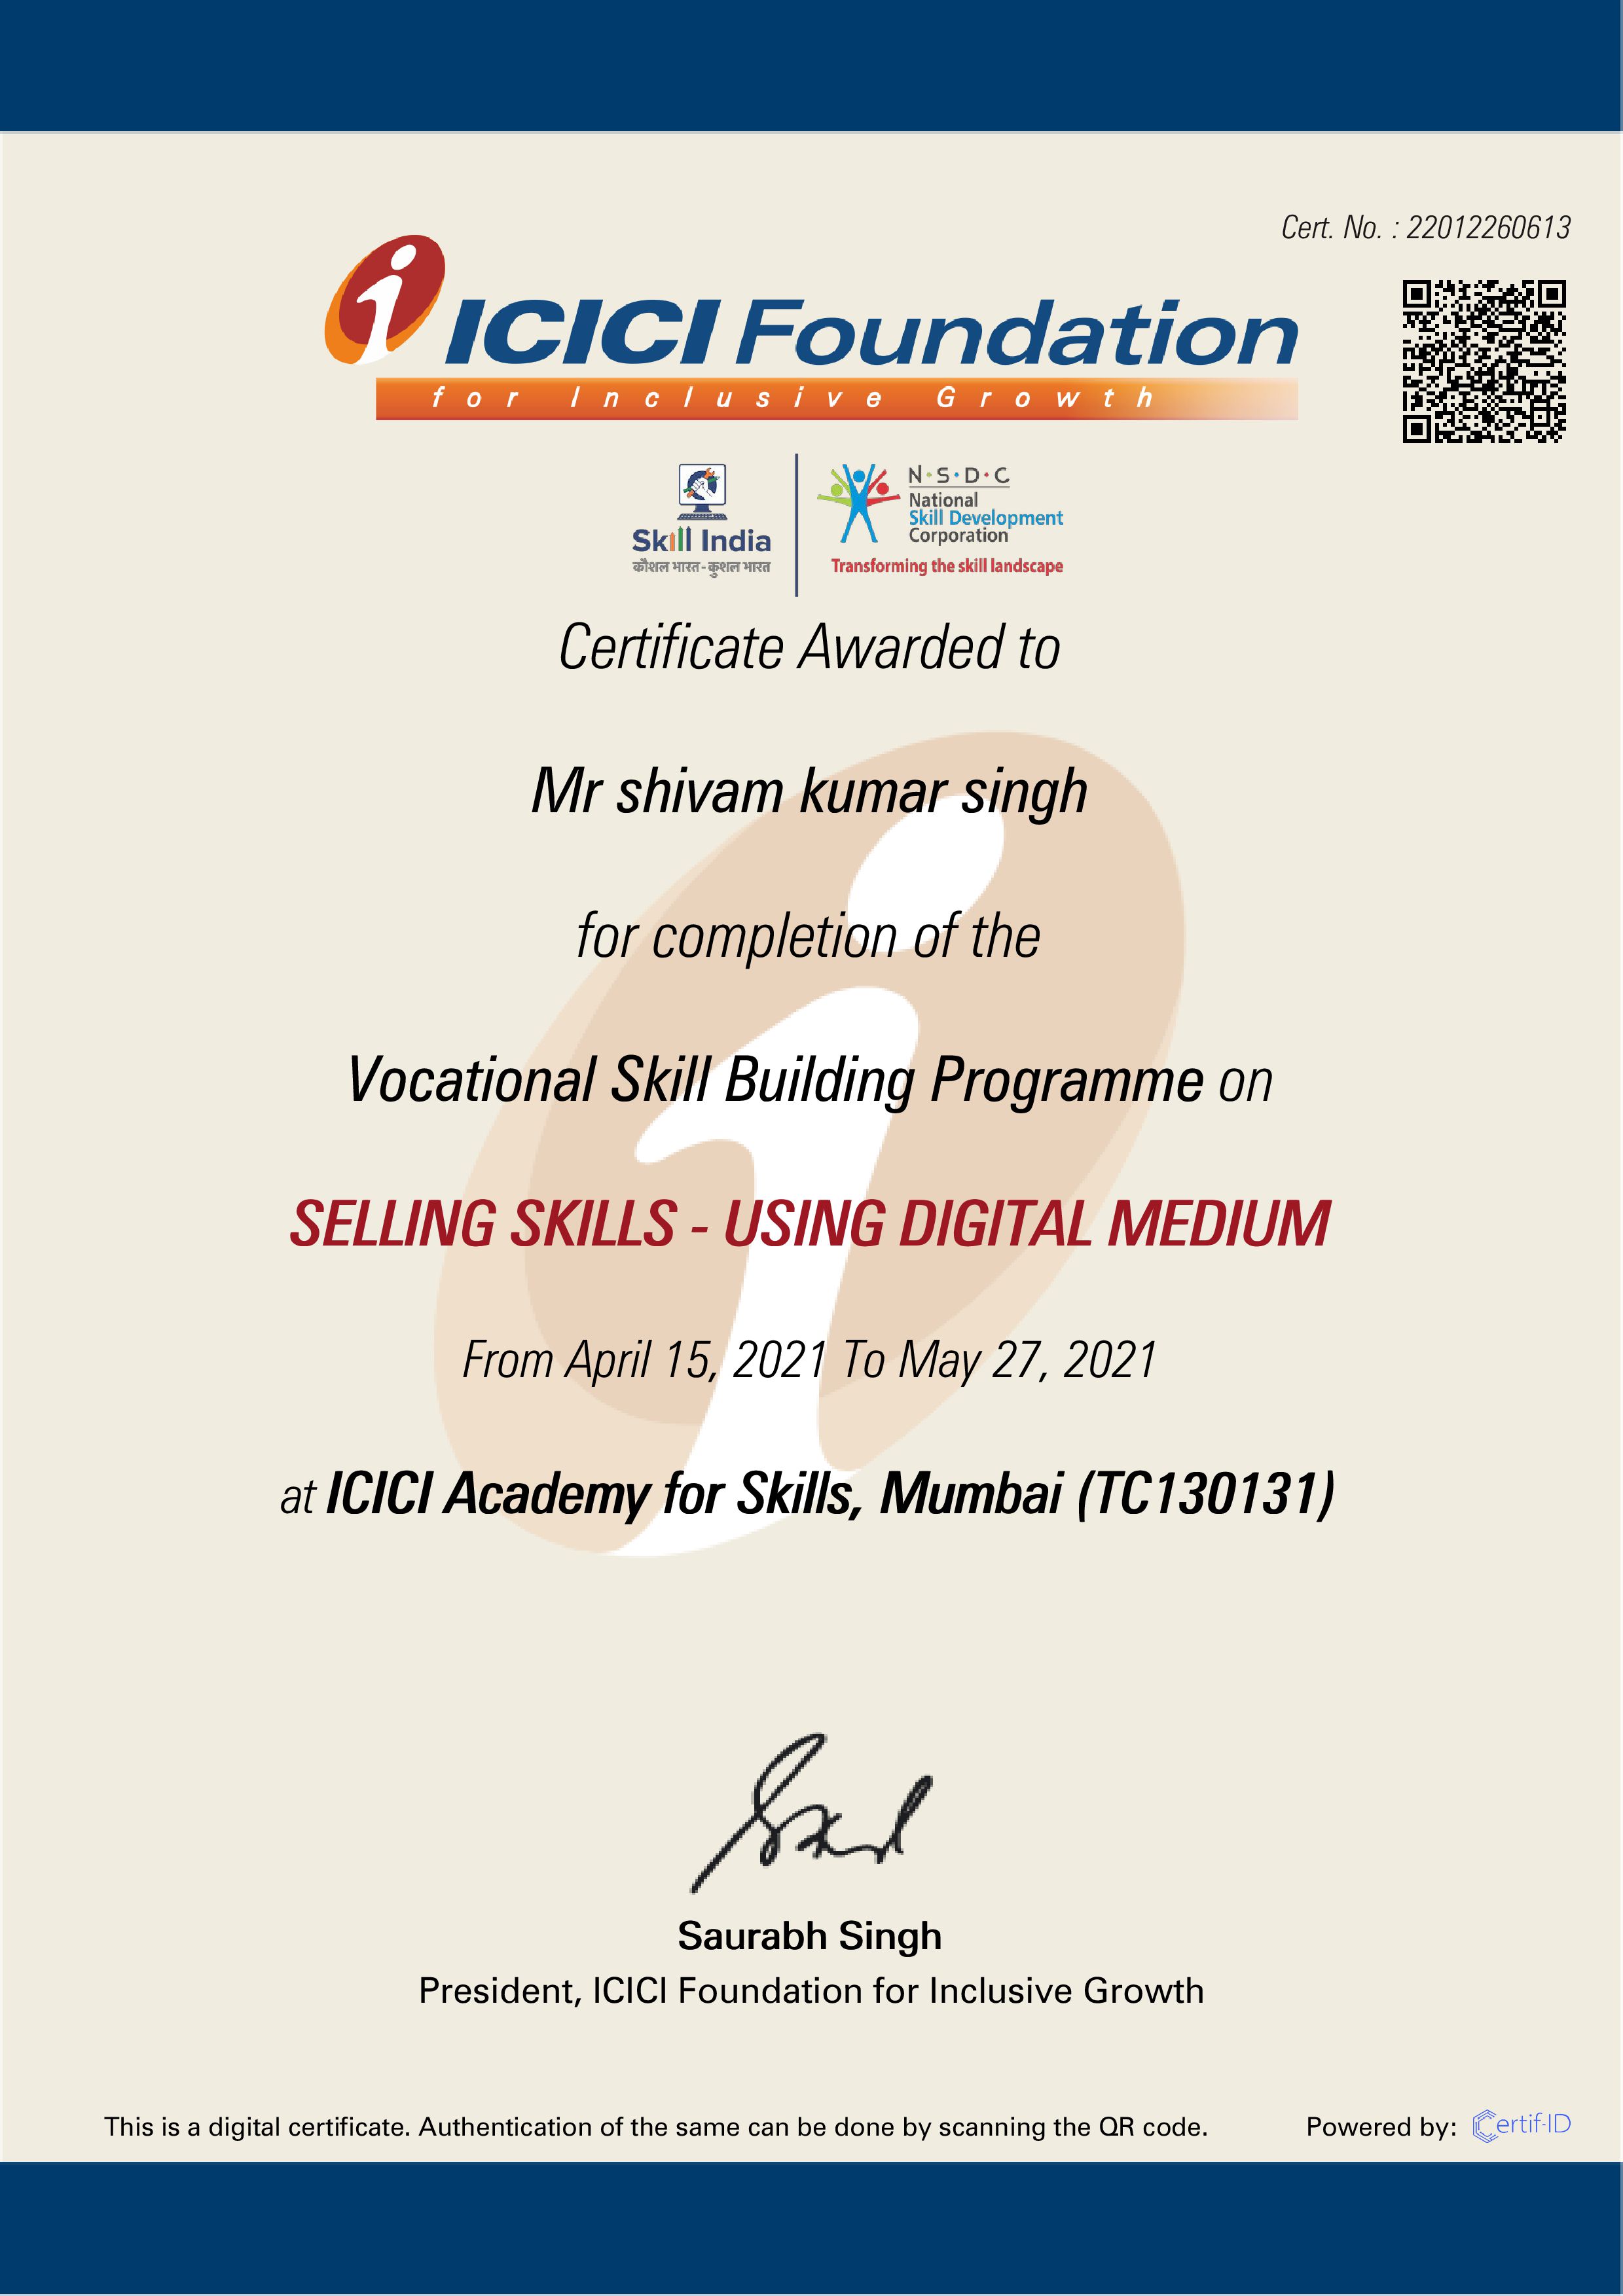 Cert. No. : 22012260613
ICICI Foundation
for Inclusive Growth
N·S·D·C
National
Skill Development
Corporation
Transforming the skill landscape
Skill India
कौशल भारत-कुशल भारत
Certificate Awarded to
Mr shivam kumar singh
for completion of the
Vocational Skill Building Programme on
SELLING SKILLS - USING DIGITAL MEDIUM
From April 15, 2021 To May 27, 2021
at ICICI Academy for Skills, Mumbai (TC130131)
Saurabh Singh
President, ICICI Foundation for Inclusive Growth
This is a digital certificate. Authentication of the same can be done by scanning the QR code.
Powered by: Certif-ID